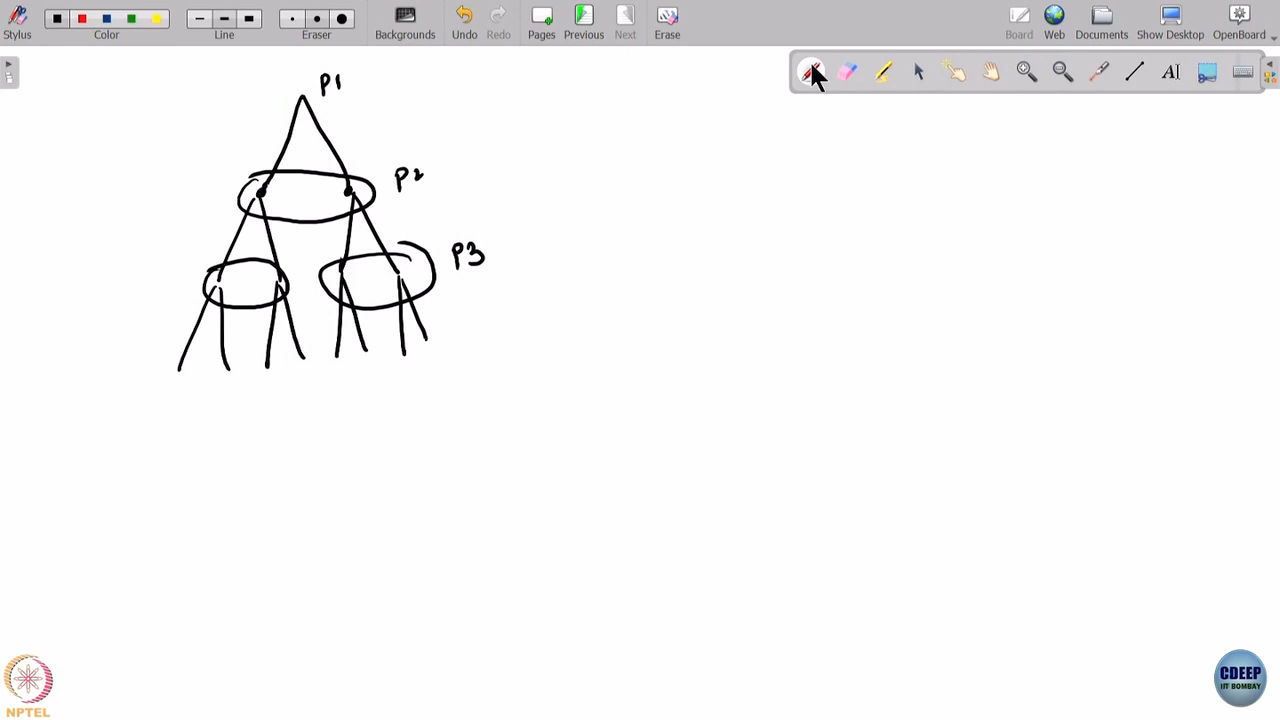 Stylus
Color
Line
Eraser
Backgrounds
Undo
Redo
Pages
Previous
Next
Erase
Board
Web
Documents
Show Desktop
OpenBoard
P1
P2
P3
NPTEL
CDEEP
IIT BOMBAY